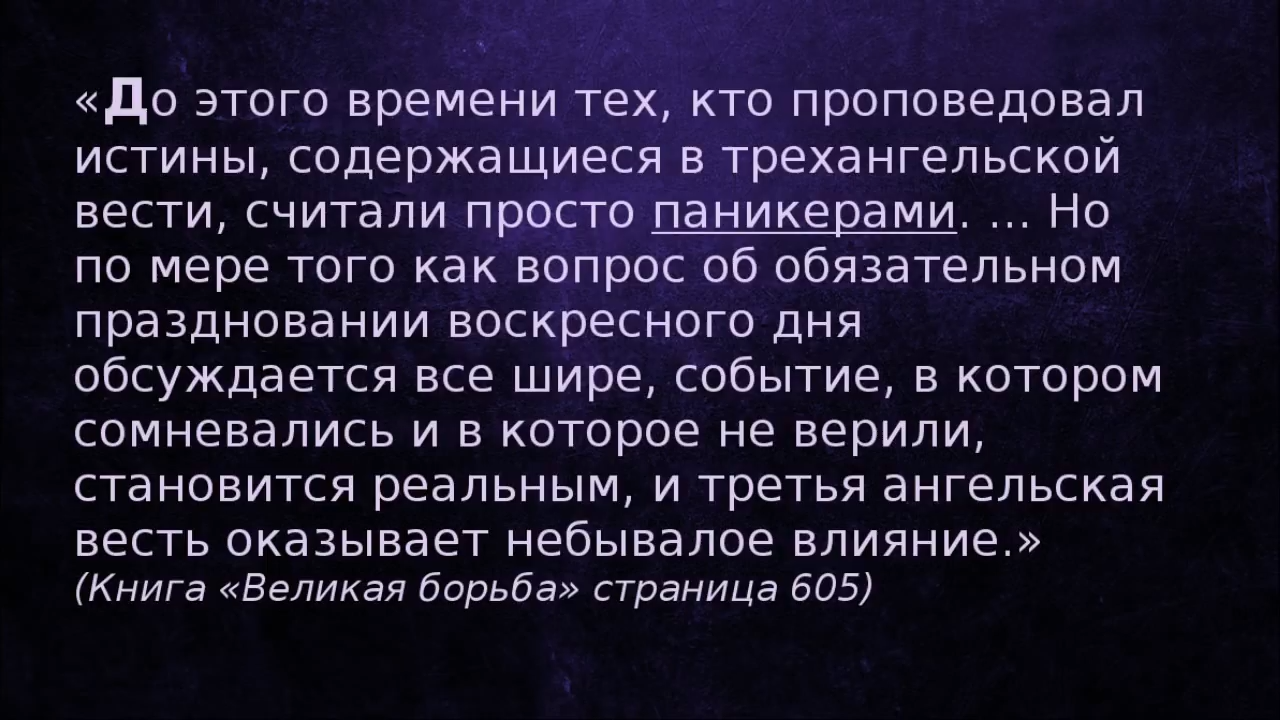 «До этого времени тех, кто проповедовал
истины, содержащиеся в трехангельской
вести, считали просто паникерами. … Но
по мере того как вопрос об обязательном
праздновании воскресного дня
обсуждается все шире, событие, в котором
сомневались и в которое не верили,
становится реальным, и третья ангельская
весть оказывает небывалое влияние.»
(Книга «Великая борьба» страница 605)